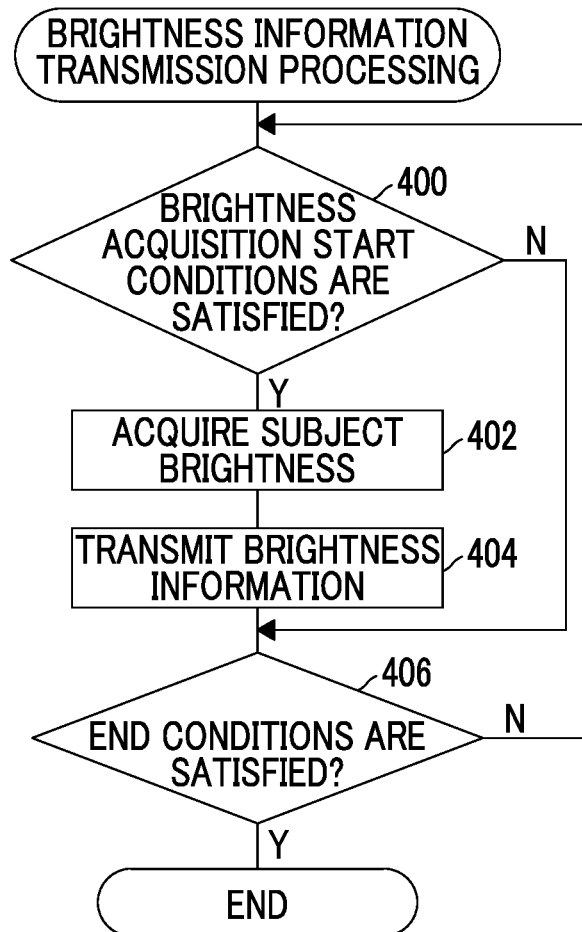 BRIGHTNESS INFORMATION
TRANSMISSION PROCESSING
400
BRIGHTNESS
ACQUISITION START
CONDITIONS ARE
SATISFIED?
N
Y
ACQUIRE SUBJECT
BRIGHTNESS
402
TRANSMIT BRIGHTNESS
INFORMATION
404
406
END CONDITIONS ARE
SATISFIED?
N
Y
END